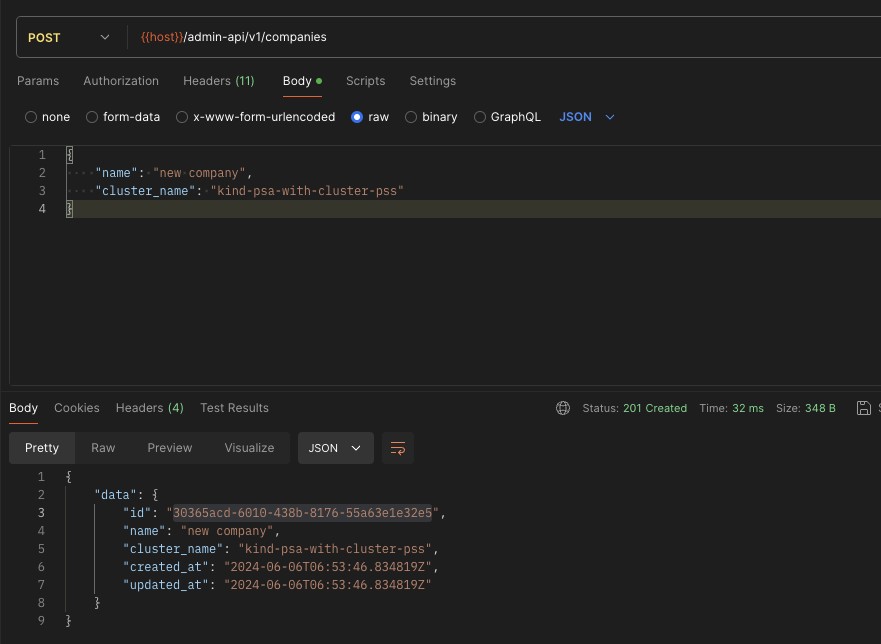 POST {{host}}/admin-api/v1/companies
Params Authorization Headers (11) Body Scripts Settings
none form-data x-www-form-urlencoded raw binary GraphQL JSON
1 {
2 "name": "new company",
3 "cluster_name": "kind-psa-with-cluster-pss"
4 }
Body Cookies Headers (4) Test Results Status: 201 Created Time: 32 ms Size: 348 B S
Pretty Raw Preview Visualize JSON
1 {
2 "data": {
3 "id": "30365acd-6010-438b-8176-55a63e1e32e5",
4 "name": "new company",
5 "cluster_name": "kind-psa-with-cluster-pss",
6 "created_at": "2024-06-06T06:53:46.834819Z",
7 "updated_at": "2024-06-06T06:53:46.834819Z"
8 }
9 }